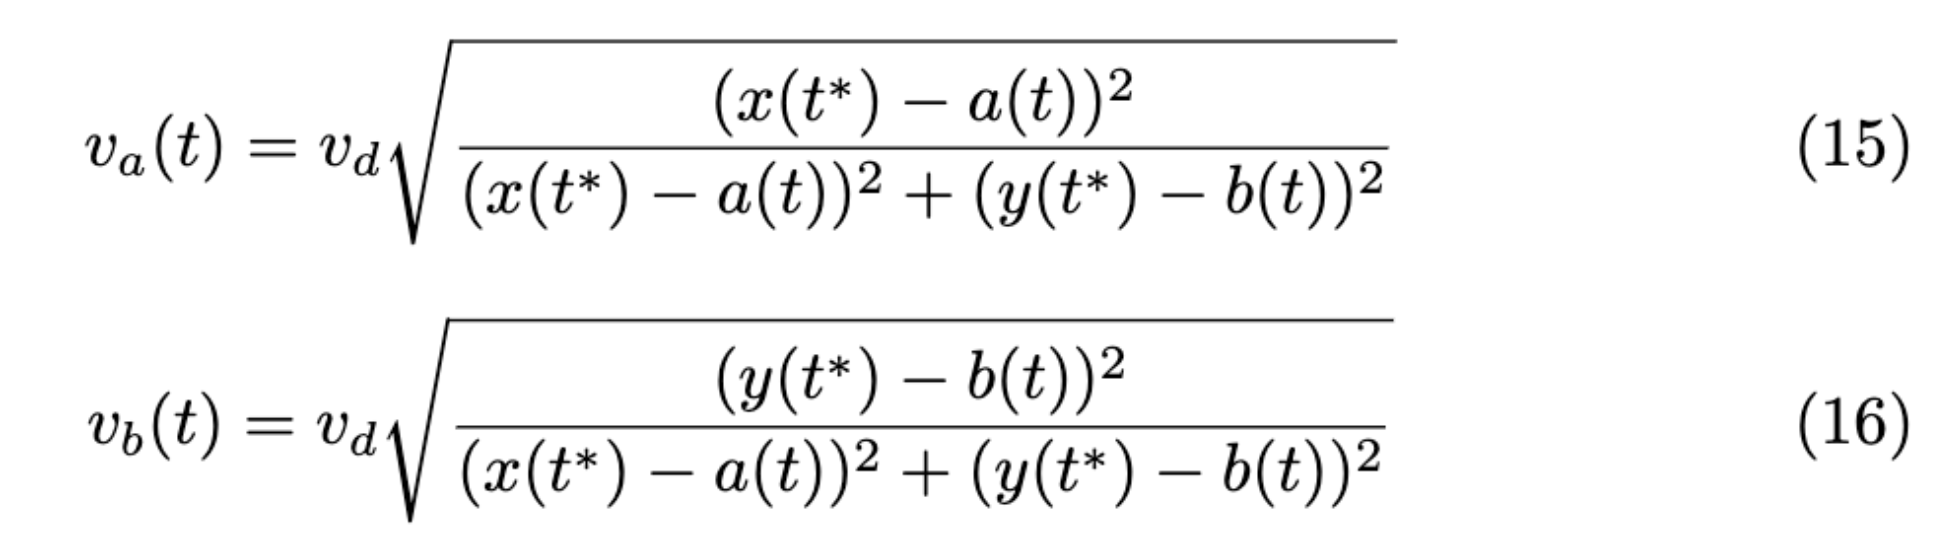 $v_a(t) = v_d \sqrt{\frac{(x(t^*) - a(t))^2}{(x(t^*) - a(t))^2 + (y(t^*) - b(t))^2}}$ (15)
$v_b(t) = v_d \sqrt{\frac{(y(t^*) - b(t))^2}{(x(t^*) - a(t))^2 + (y(t^*) - b(t))^2}}$ (16)